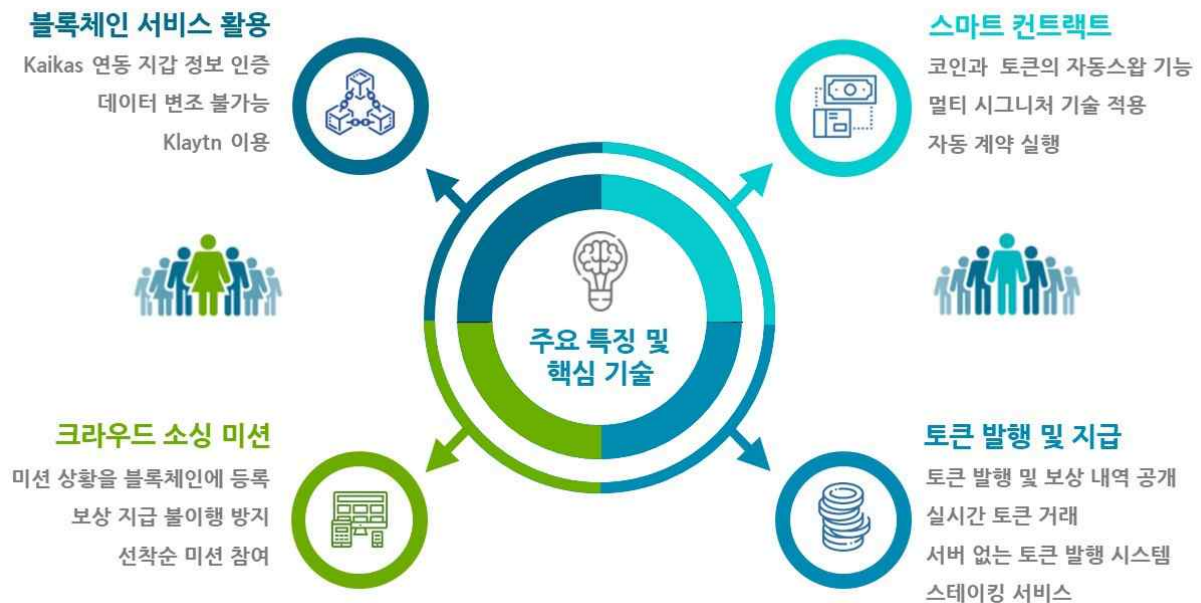 블록체인 서비스 활용
Kaikas 연동 지갑 정보 인증
데이터 변조 불가능
Klaytn 이용
스마트 컨트랙트
코인과 토큰의 자동스왑 기능
멀티 시그니처 기술 적용
자동 계약 실행
주요 특징 및
핵심 기술
크라우드 소싱 미션
미션 상황을 블록체인에 등록
보상 지급 불이행 방지
선착순 미션 참여
토큰 발행 및 지급
토큰 발행 및 보상 내역 공개
실시간 토큰 거래
서버 없는 토큰 발행 시스템
스테이킹 서비스